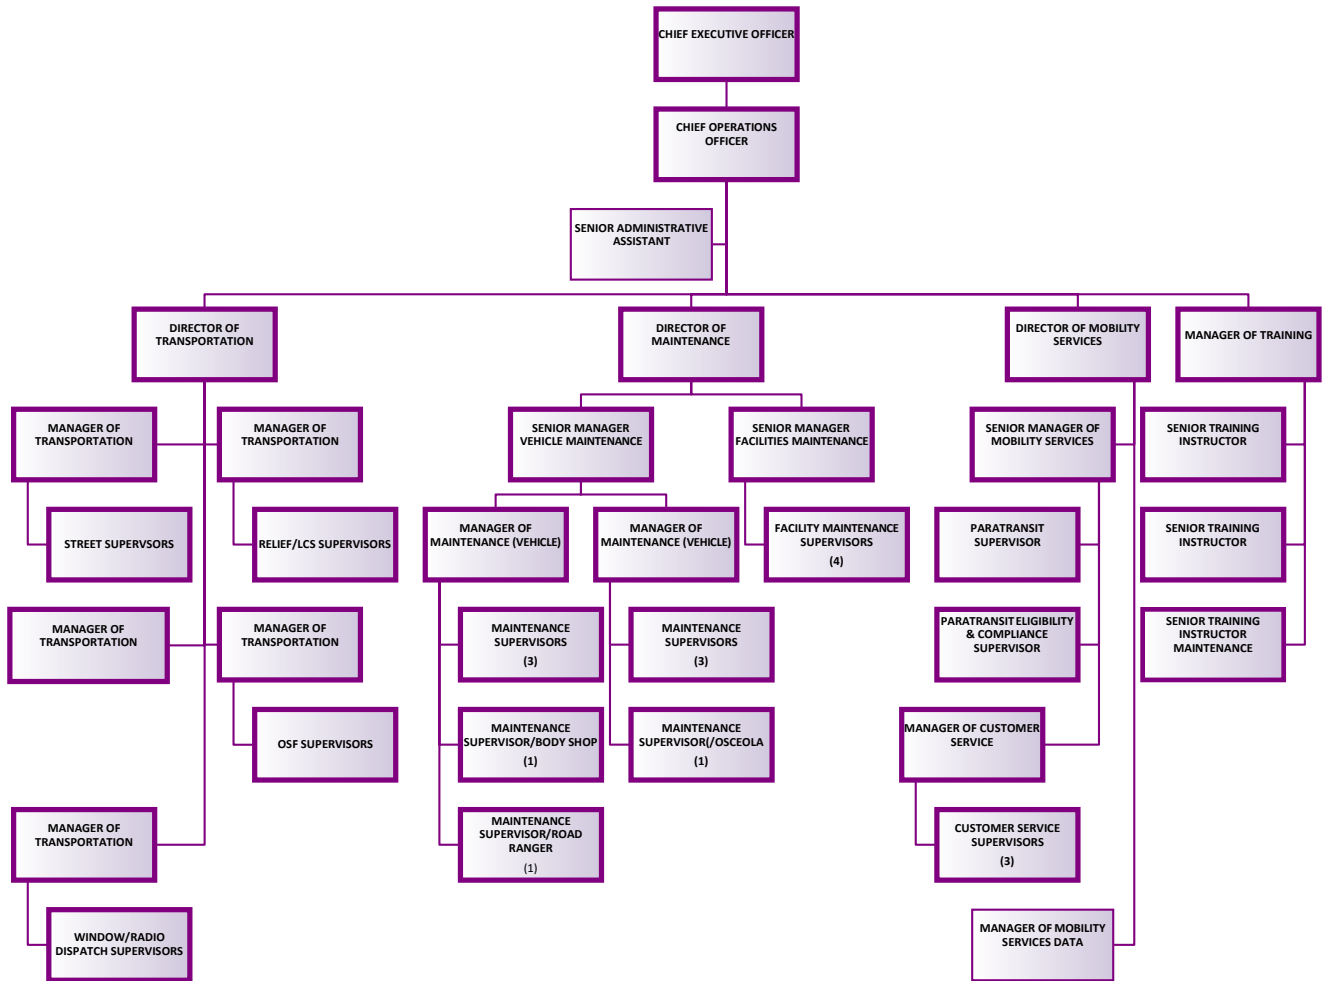 CHIEF EXECUTIVE OFFICER
CHIEF OPERATIONS
OFFICER
SENIOR ADMINISTRATIVE
ASSISTANT
DIRECTOR OF
TRANSPORTATION
DIRECTOR OF
MAINTENANCE
DIRECTOR OF MOBILITY
SERVICES
MANAGER OF TRAINING
MANAGER OF
TRANSPORTATION
MANAGER OF
TRANSPORTATION
SENIOR MANAGER
VEHICLE MAINTENANCE
SENIOR MANAGER
FACILITIES MAINTENANCE
SENIOR MANAGER OF
MOBILITY SERVICES
SENIOR TRAINING
INSTRUCTOR
STREET SUPERVSORS
RELIEF/LCS SUPERVISORS
MANAGER OF
MAINTENANCE (VEHICLE)
MANAGER OF
MAINTENANCE (VEHICLE)
FACILITY MAINTENANCE
SUPERVISORS
(4)
PARATRANSIT
SUPERVISOR
SENIOR TRAINING
INSTRUCTOR
MANAGER OF
TRANSPORTATION
MANAGER OF
TRANSPORTATION
MAINTENANCE
SUPERVISORS
(3)
MAINTENANCE
SUPERVISORS
(3)
PARATRANSIT ELIGIBILITY
& COMPLIANCE
SUPERVISOR
SENIOR TRAINING
INSTRUCTOR
MAINTENANCE
OSF SUPERVISORS
MAINTENANCE
SUPERVISOR/BODY SHOP
(1)
MAINTENANCE
SUPERVISOR(/OSCEOLA
(1)
MANAGER OF CUSTOMER
SERVICE
MANAGER OF
TRANSPORTATION
MAINTENANCE
SUPERVISOR/ROAD
RANGER
(1)
CUSTOMER SERVICE
SUPERVISORS
(3)
WINDOW/RADIO
DISPATCH SUPERVISORS
MANAGER OF MOBILITY
SERVICES DATA